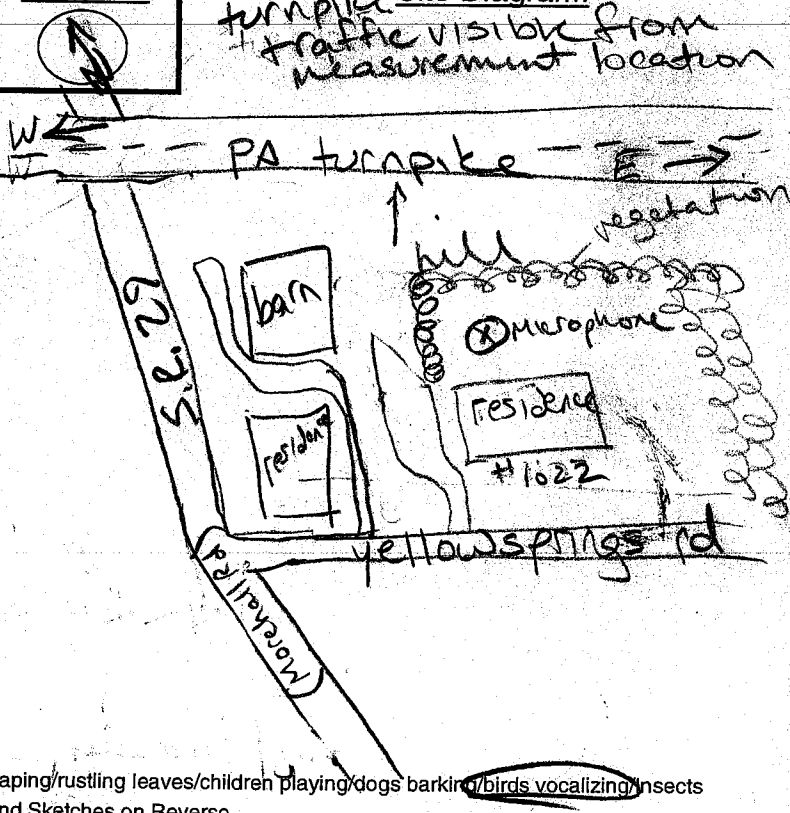 turnpike Site Diagram:
traffic visible from
measurement location
W
PA turnpike
E
vegetation
hill
barn
S.R. 29
X Microphone
residence
residence
#1022
yellowsprings rd
(Morehall Rd
aping/rustling leaves/children playing/dogs barking/birds vocalizing/insects
nd Sketches on Reverse